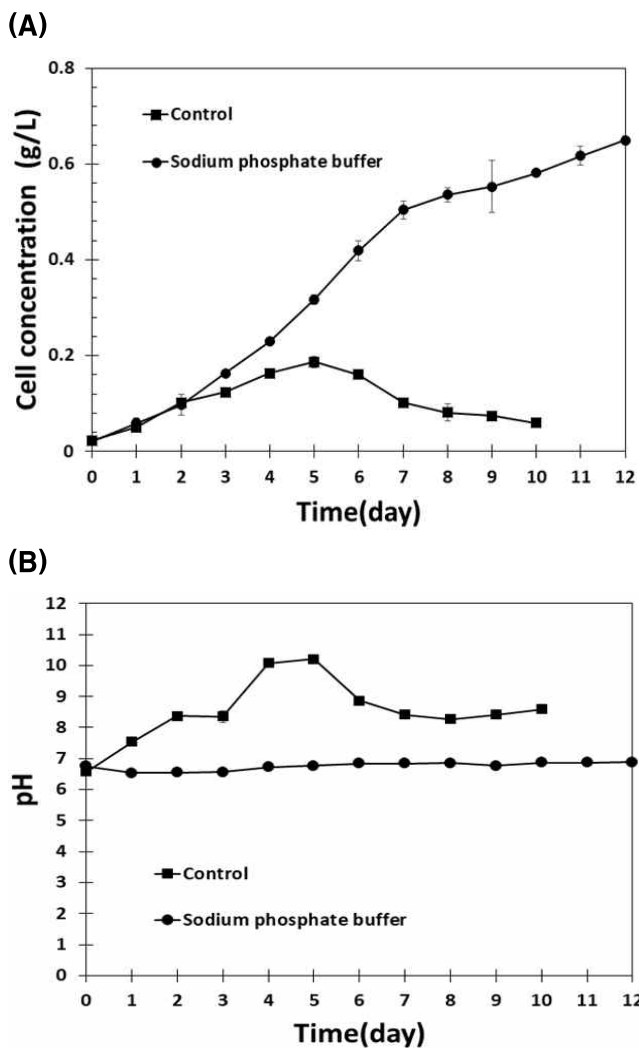 (A)
Cell concentration (g/L)
0.8
0.6
0.4
0.2
0
Control
Sodium phosphate buffer
0 1 2 3 4 5 6 7 8 9 10 11 12
Time(day)
(B)
pH
12
11
10
9
8
7
6
5
4
3
2
1
0
Control
Sodium phosphate buffer
0 1 2 3 4 5 6 7 8 9 10 11 12
Time(day)